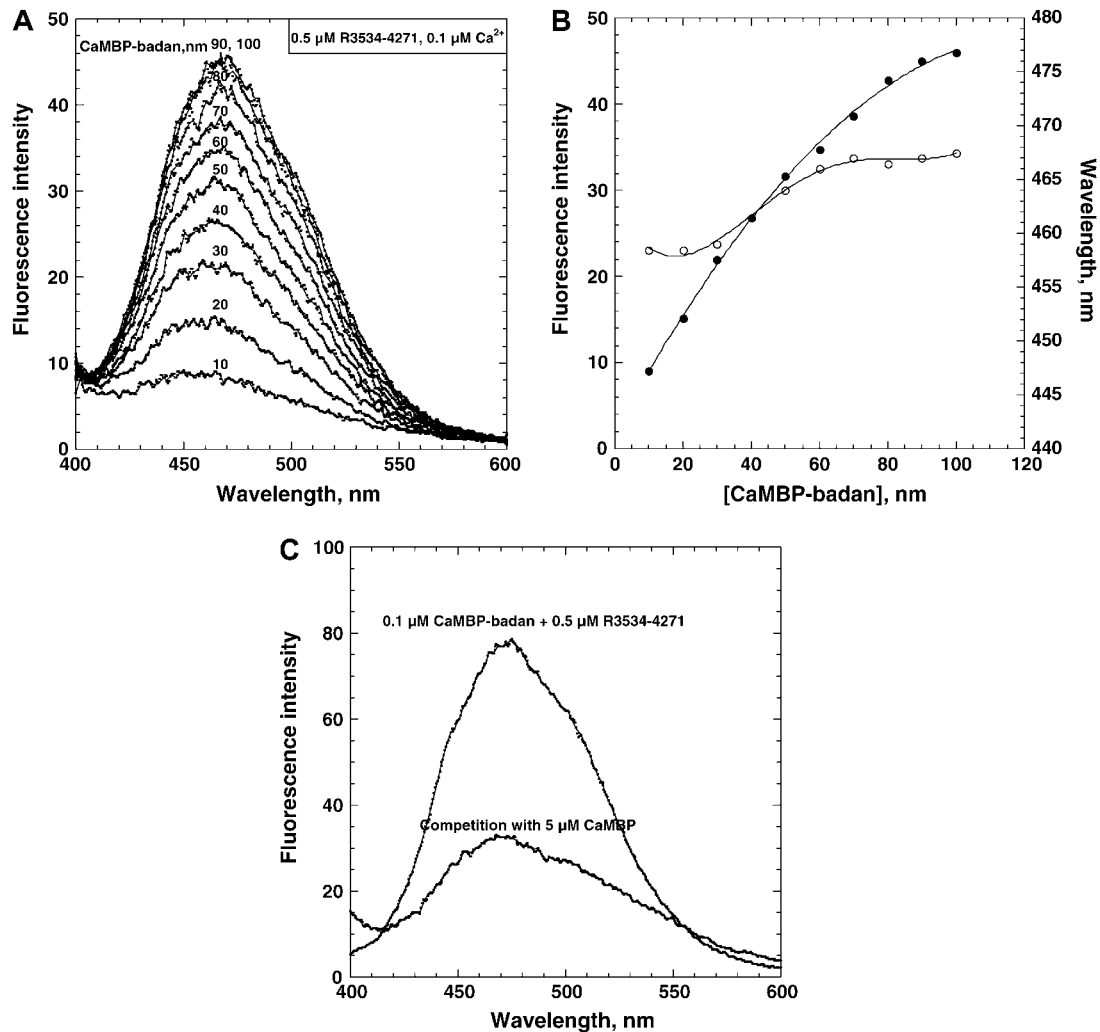 A
50
40
30
20
10
0
Fluorescence intensity
CaMBP-badan,nm
0.5 µM R3534-4271, 0.1 µM Ca²⁺
90, 100
80
70
60
50
40
30
20
10
400 450 500 550 600
Wavelength, nm
B
50
40
30
20
10
0
Fluorescence intensity
480
475
470
465
460
455
450
445
440
Wavelength, nm
0 20 40 60 80 100 120
[CaMBP-badan], nm
C
100
80
60
40
20
0
Fluorescence intensity
0.1 µM CaMBP-badan + 0.5 µM R3534-4271
Competition with 5 µM CaMBP
400 450 500 550 600
Wavelength, nm